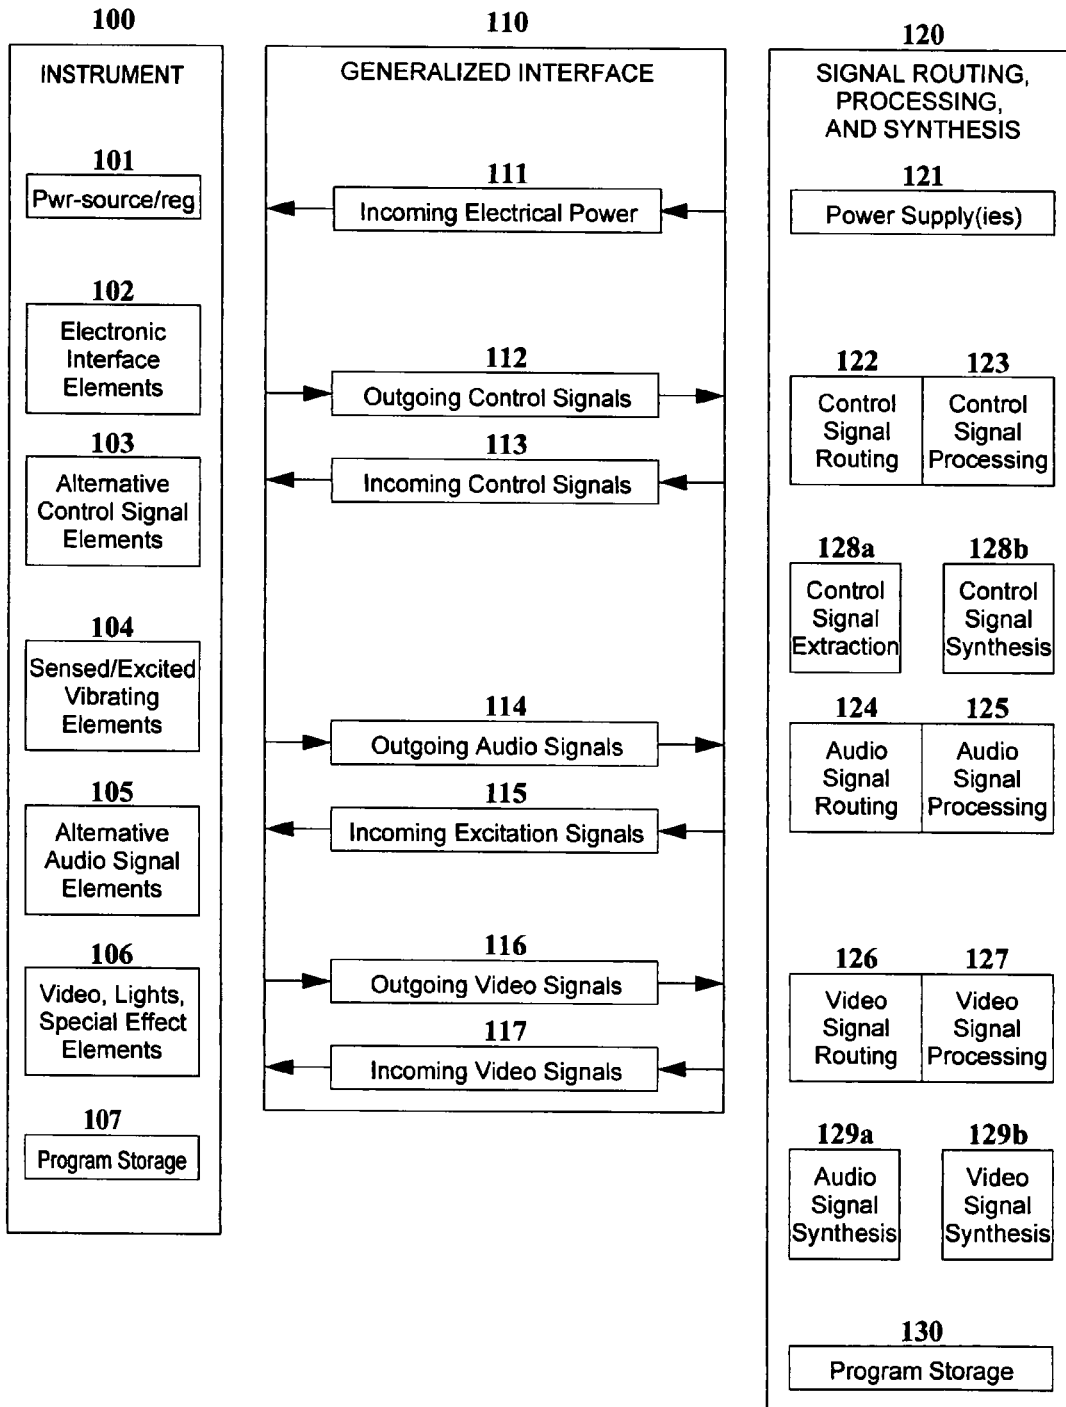 100
INSTRUMENT
101
Pwr-source/reg
102
Electronic
Interface
Elements
103
Alternative
Control Signal
Elements
104
Sensed/Excited
Vibrating
Elements
105
Alternative
Audio Signal
Elements
106
Video, Lights,
Special Effect
Elements
107
Program Storage
110
GENERALIZED INTERFACE
111
Incoming Electrical Power
112
Outgoing Control Signals
113
Incoming Control Signals
114
Outgoing Audio Signals
115
Incoming Excitation Signals
116
Outgoing Video Signals
117
Incoming Video Signals
120
SIGNAL ROUTING,
PROCESSING,
AND SYNTHESIS
121
Power Supply(ies)
122
Control
Signal
Routing
123
Control
Signal
Processing
128a
Control
Signal
Extraction
128b
Control
Signal
Synthesis
124
Audio
Signal
Routing
125
Audio
Signal
Processing
126
Video
Signal
Routing
127
Video
Signal
Processing
129a
Audio
Signal
Synthesis
129b
Video
Signal
Synthesis
130
Program Storage